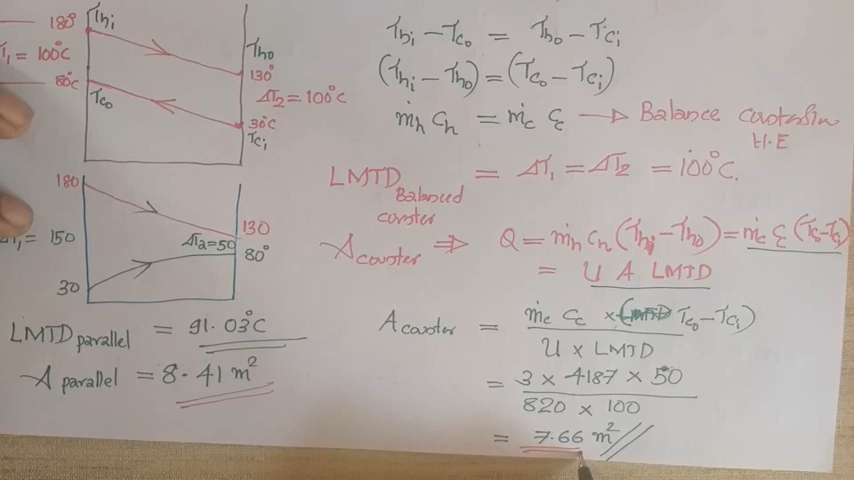 180°
Thi
T1 = 100°C
80°C
Tco
Tho
130°
ΔT2 = 100°C
30°C
Tci
180
ΔT1 = 150
30
130
ΔT2=50
80°
LMTD parallel = 91.03°C
A parallel = 8.41 m²
Thi - Tco = Tho - Tci
(Thi - Tho) = (Tco - Tci)
ṁh Ch = ṁc Cc → Balance
H.E
LMTD Balanced counter = ΔT1 = ΔT2 = 100°C.
A counter ⇒ Q = ṁh Ch (Thi - Tho) = ṁc Cc
= U A LMTD
A counter = ṁc Cc × (Tco - Tci)
U × LMTD
= 3 × 4187 × 50
820 × 100
= 7.66 m²